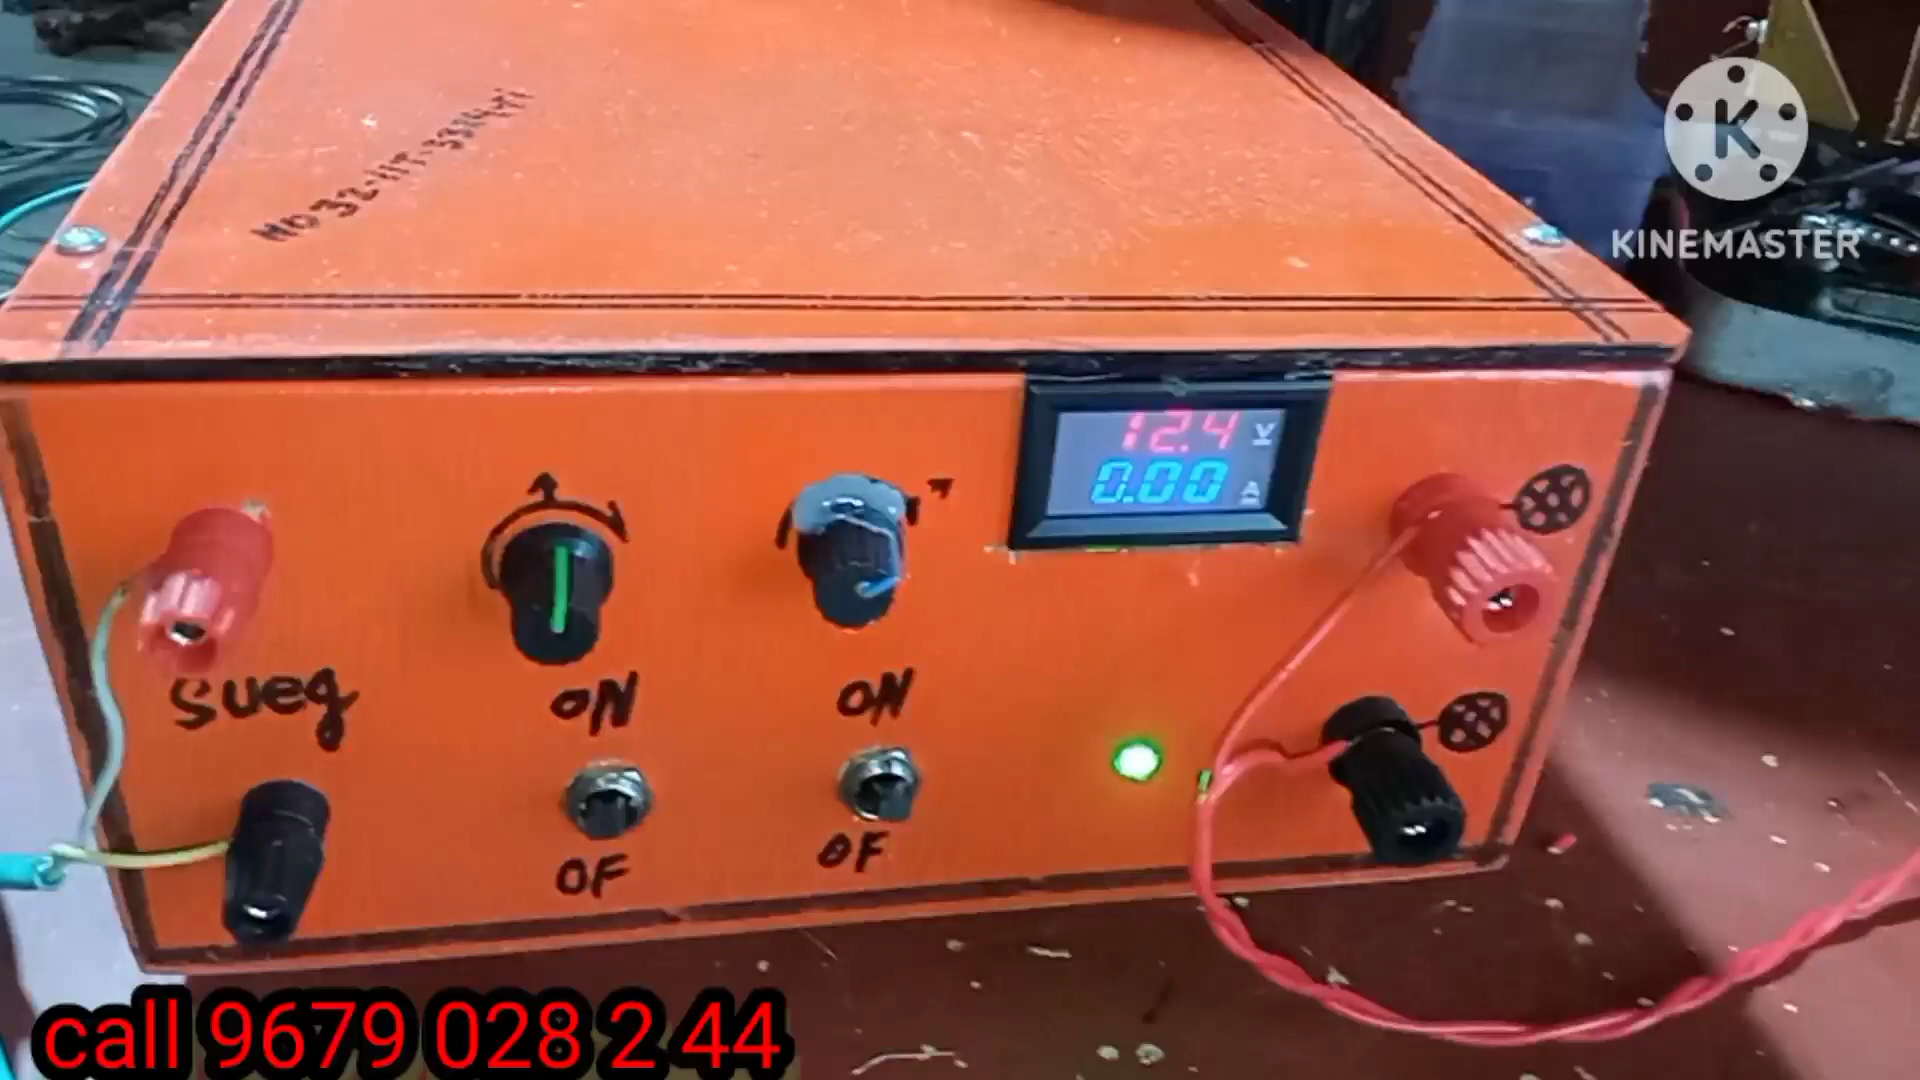 K
KINEMASTER
12.4 V
0.00 A
Sueg
ON
ON
OF
OF
call 9679 028 2 44